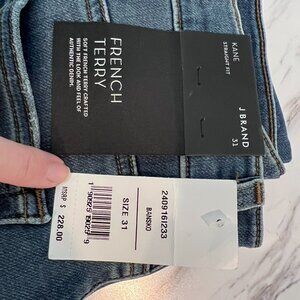 KANE
STRAIGHT FIT
J BRAND
31
FRENCH
TERRY
SOFT FRENCH TERRY CRAFTED
WITH THE LOOK AND FEEL OF
AUTHENTIC DENIM.
240916I233
BANSKO
SIZE 31
MSRP $ 228.00